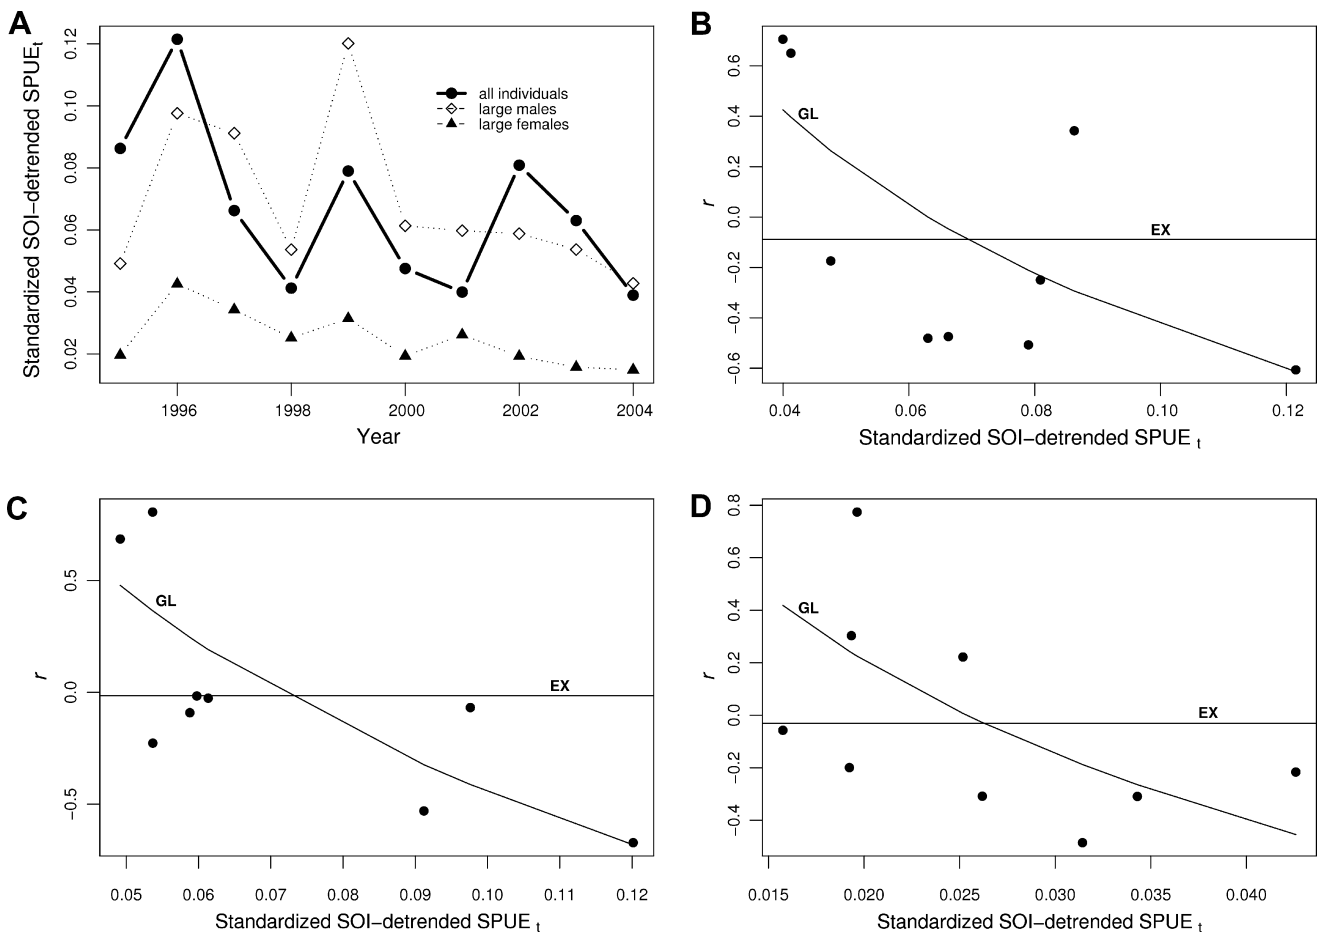 A
Standardized SOI−detrended SPUEt
0.12
0.10
0.08
0.06
0.04
0.02
all individuals
large males
large females
1996 1998 2000 2002 2004
Year
B
r
0.6
0.4
0.2
0.0
−0.2
−0.4
−0.6
GL
EX
0.04 0.06 0.08 0.10 0.12
Standardized SOI−detrended SPUE t
C
r
0.5
0.0
−0.5
GL
EX
0.05 0.06 0.07 0.08 0.09 0.10 0.11 0.12
Standardized SOI−detrended SPUE t
D
r
0.8
0.6
0.4
0.2
0.0
−0.2
−0.4
GL
EX
0.015 0.020 0.025 0.030 0.035 0.040
Standardized SOI−detrended SPUE t